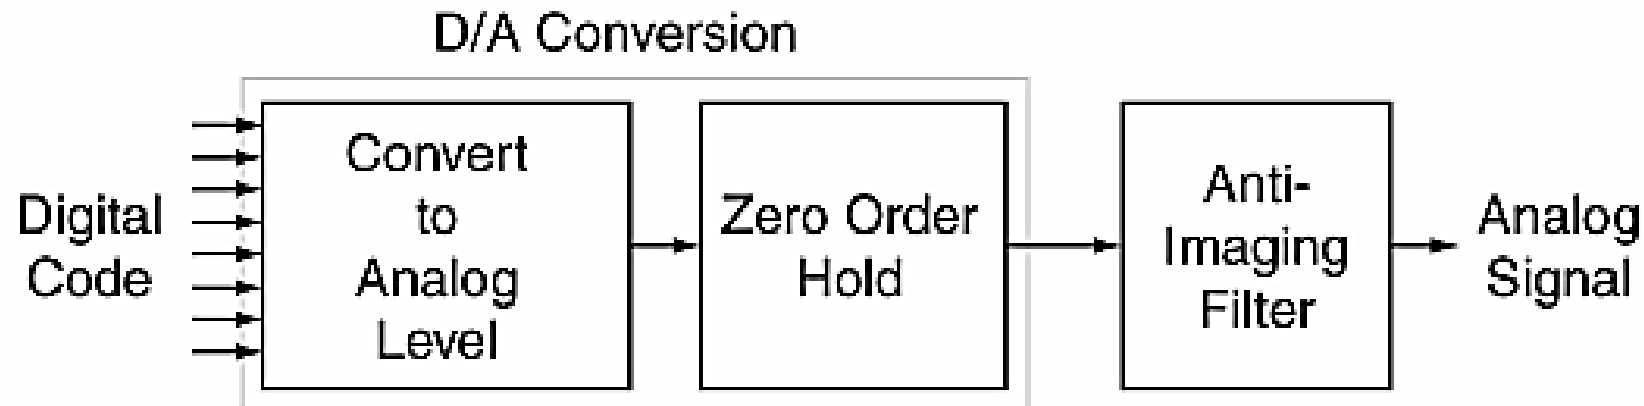 D/A Conversion
Digital
Code
Convert
to
Analog
Level
Zero Order
Hold
Anti-
Imaging
Filter
Analog
Signal